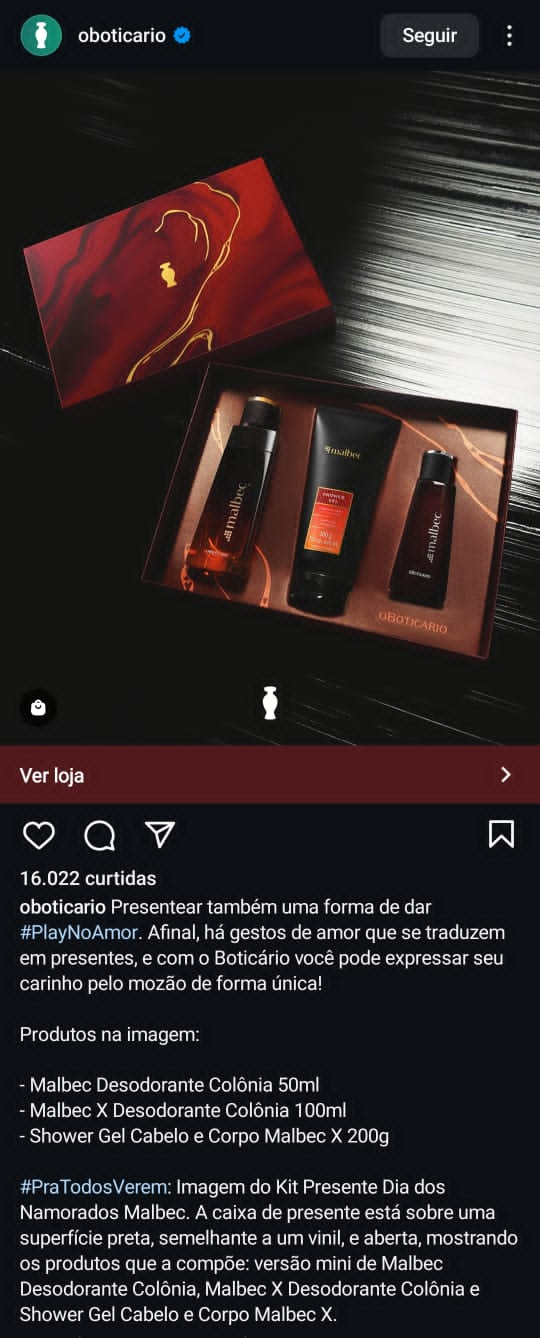 oboticario
Seguir
malbec
malbec
SHOWER
GEL
malbec
oBOTICÁRIO
Ver loja
16.022 curtidas
oboticario Presentear também uma forma de dar
#PlayNoAmor. Afinal, há gestos de amor que se traduzem
em presentes, e com o Boticário você pode expressar seu
carinho pelo mozão de forma única!
Produtos na imagem:
- Malbec Desodorante Colônia 50ml
- Malbec X Desodorante Colônia 100ml
- Shower Gel Cabelo e Corpo Malbec X 200g
#PraTodosVerem: Imagem do Kit Presente Dia dos
Namorados Malbec. A caixa de presente está sobre uma
superfície preta, semelhante a um vinil, e aberta, mostrando
os produtos que a compõe: versão mini de Malbec
Desodorante Colônia, Malbec X Desodorante Colônia e
Shower Gel Cabelo e Corpo Malbec X.